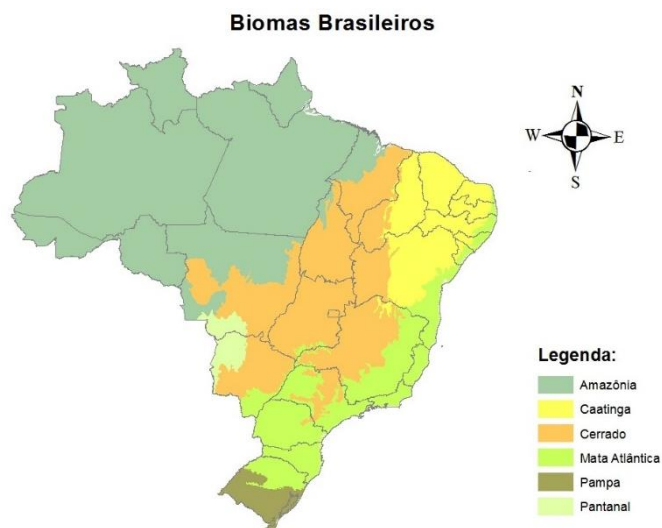 Biomas Brasileiros
N
W
E
S
Legenda:
Amazônia
Caatinga
Cerrado
Mata Atlântica
Pampa
Pantanal